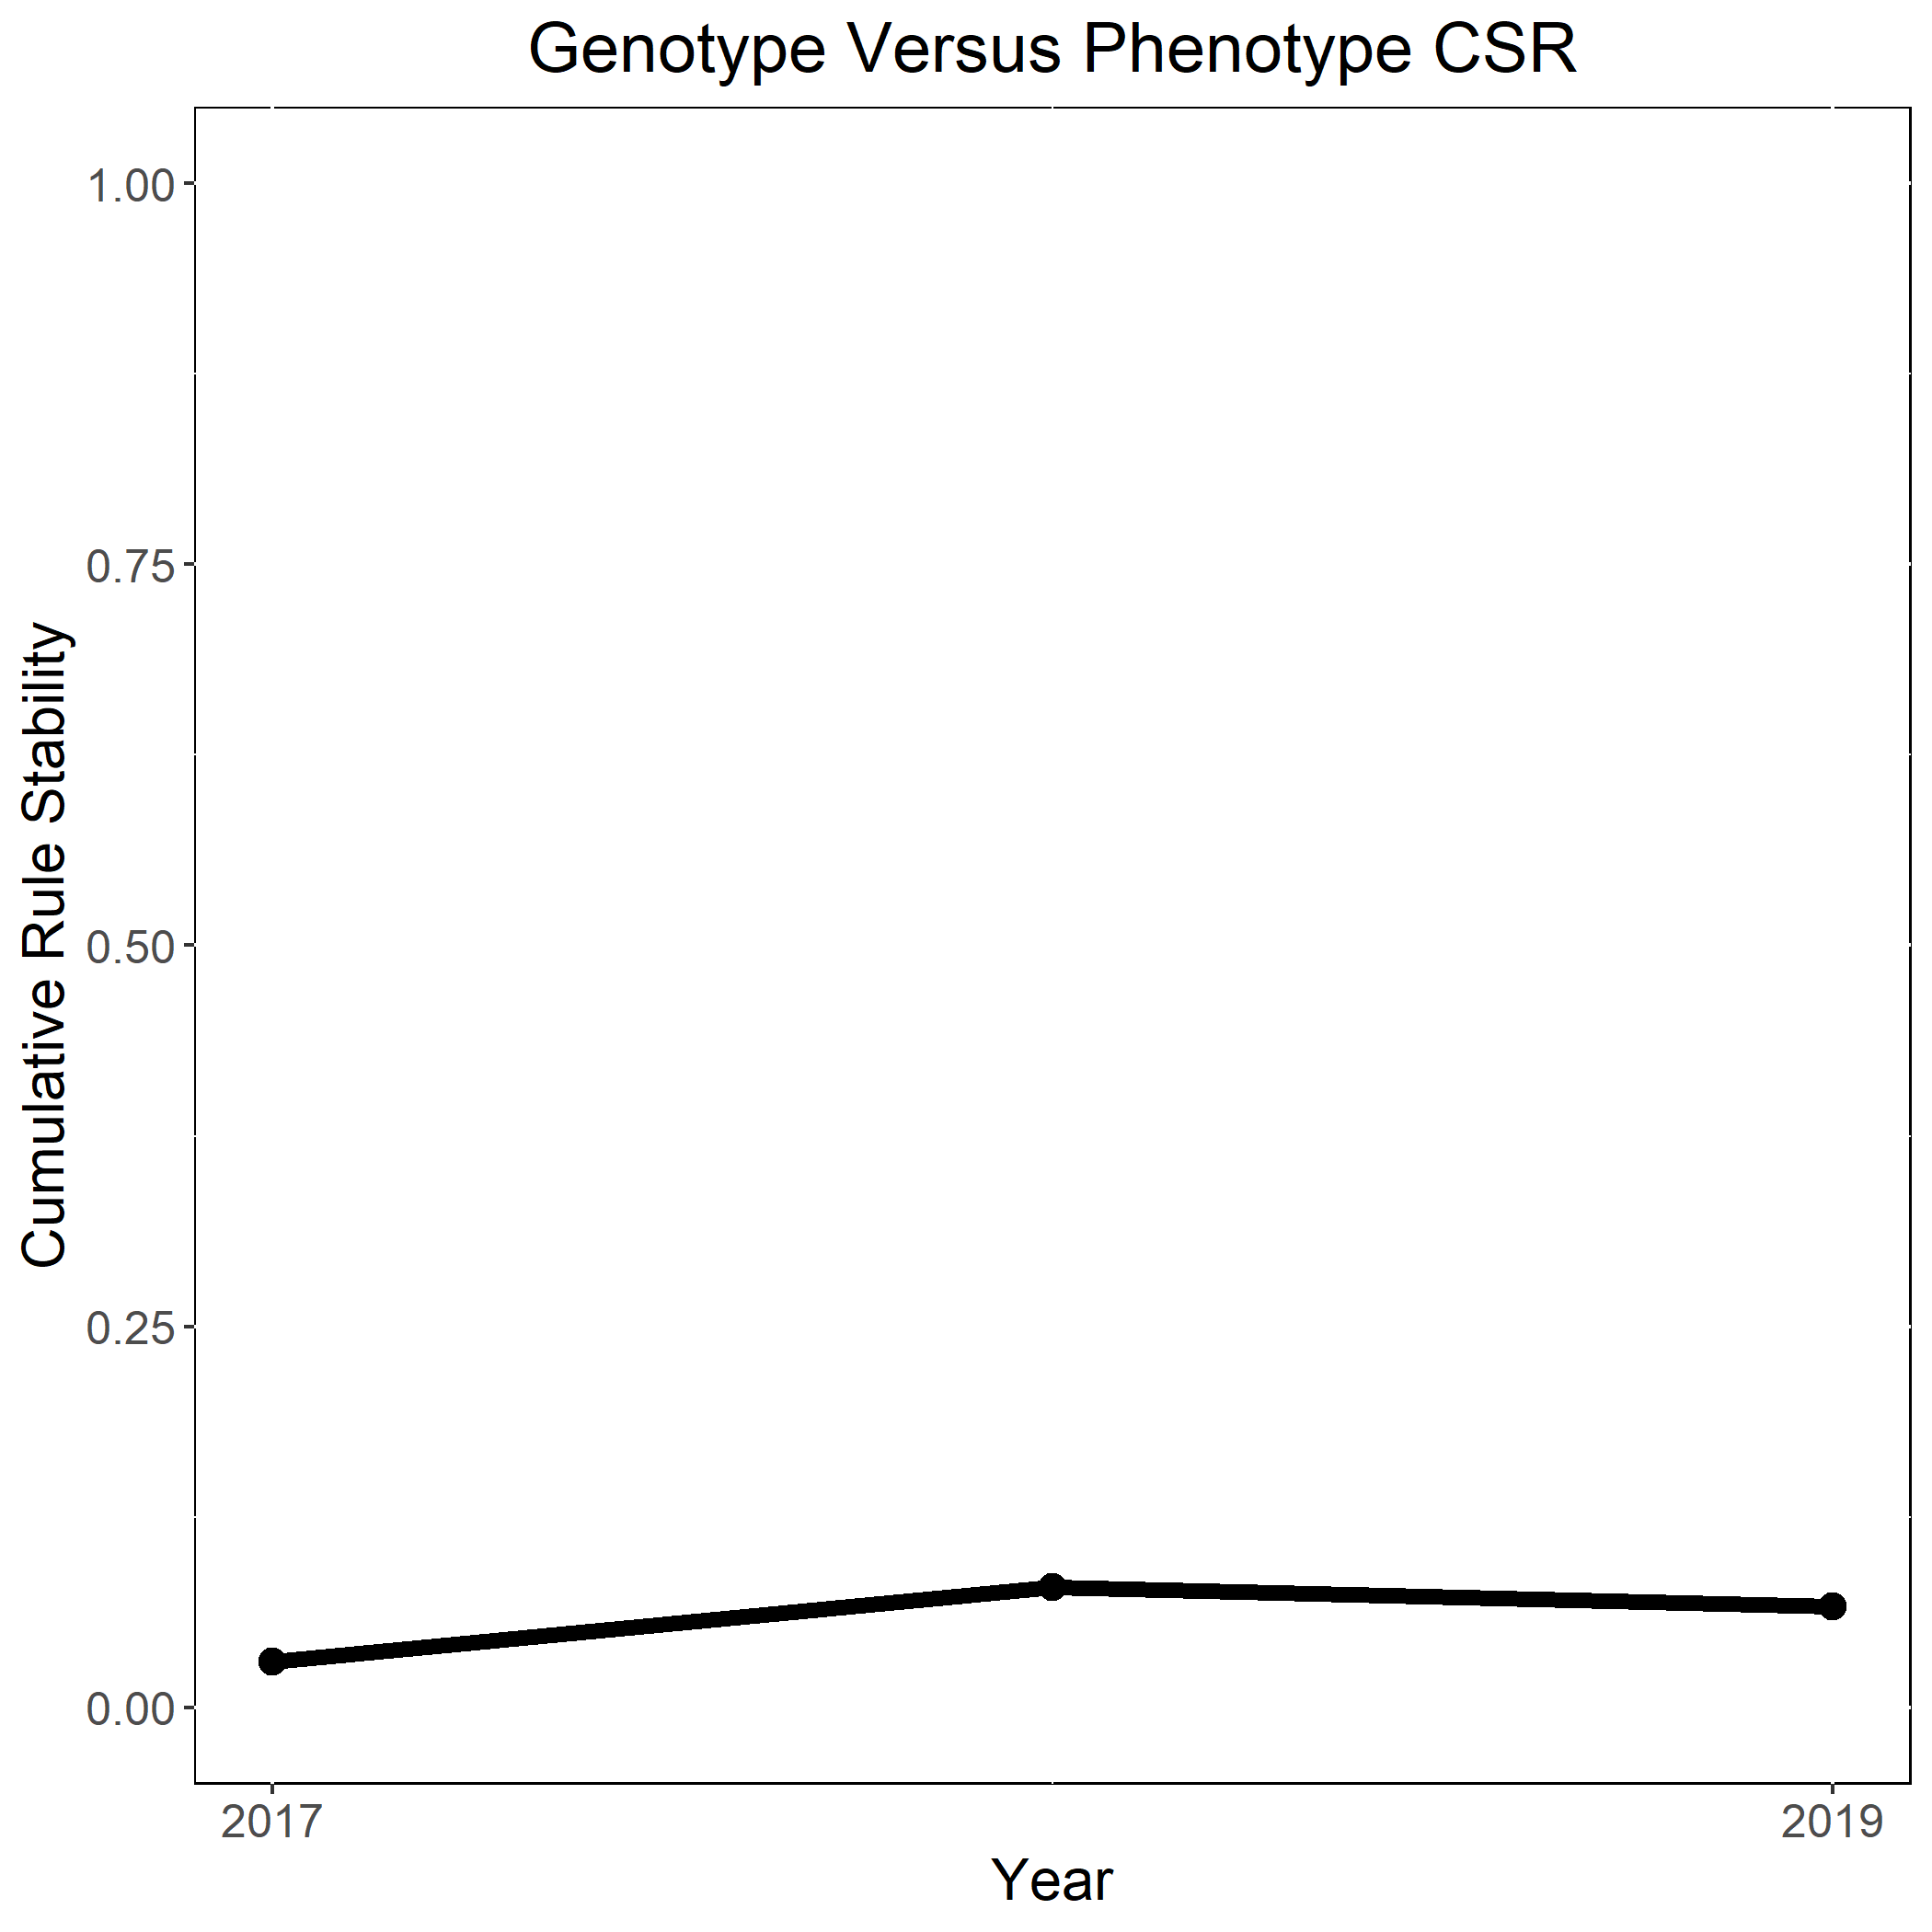 Genotype Versus Phenotype CSR
1.00
0.75
0.50
0.25
0.00
Cumulative Rule Stability
2017
2019
Year